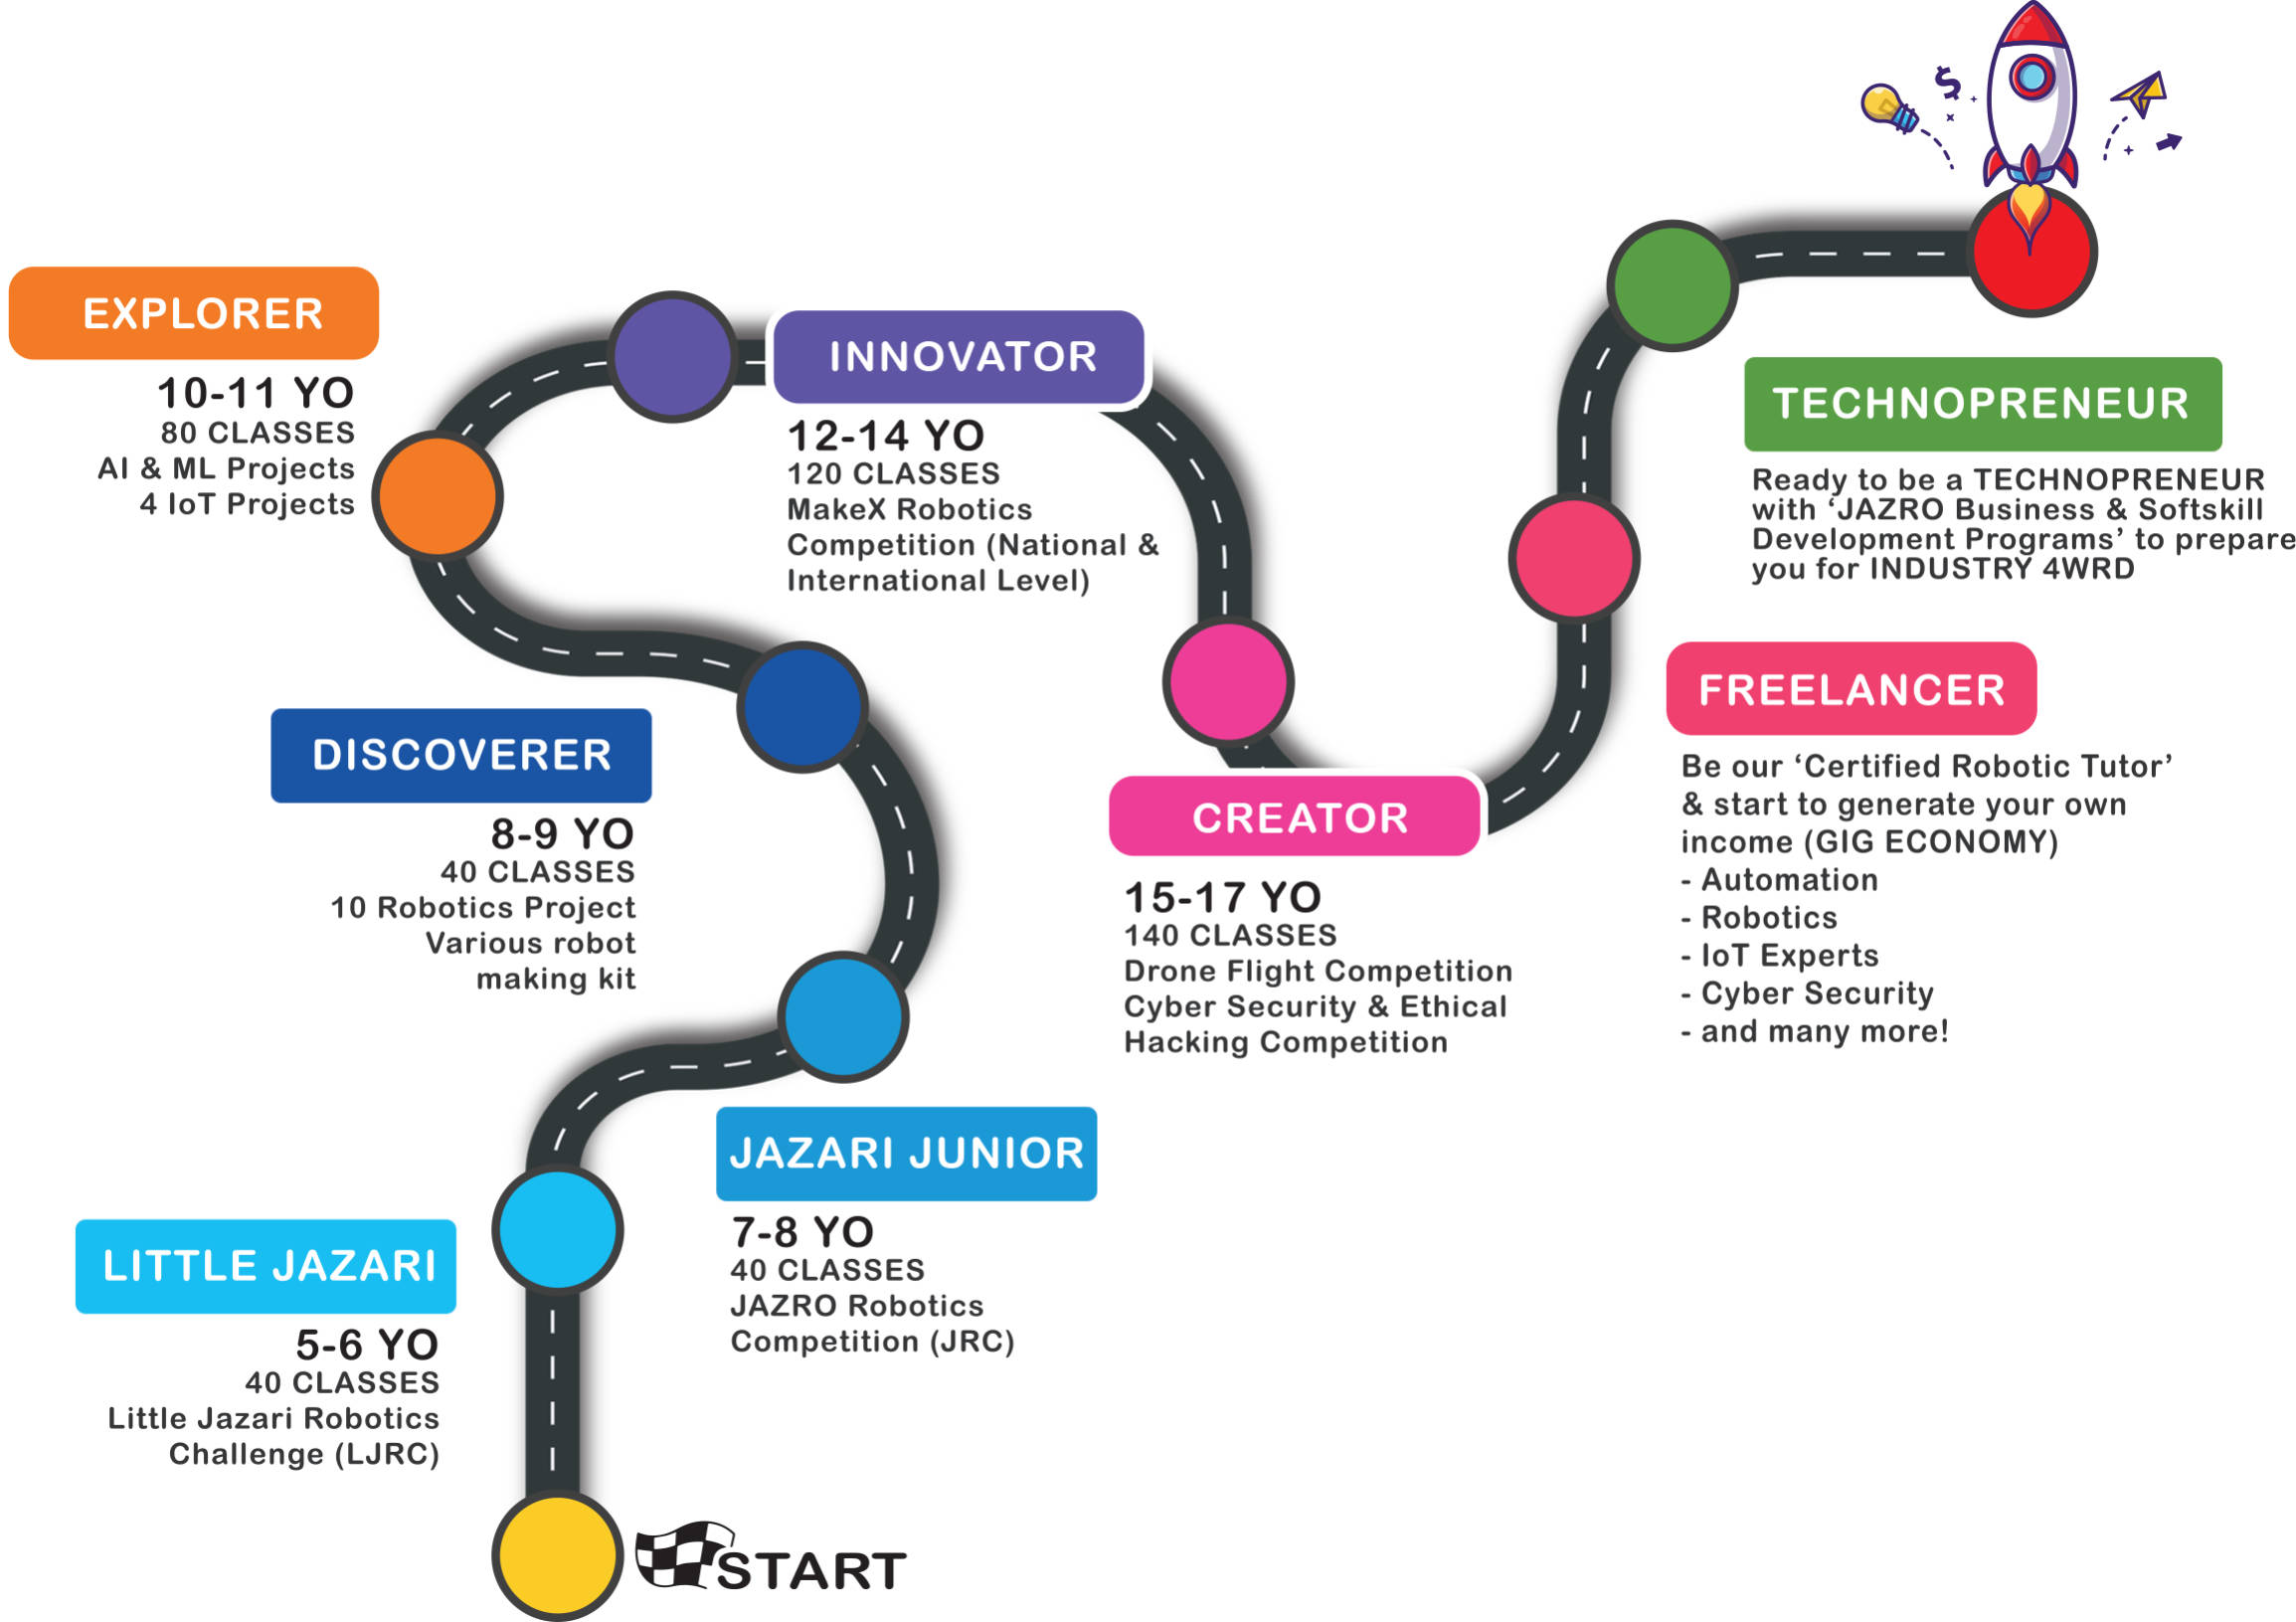 EXPLORER
10-11 YO
80 CLASSES
AI & ML Projects
4 IoT Projects
INNOVATOR
12-14 YO
120 CLASSES
MakeX Robotics
Competition (National &
International Level)
TECHNOPRENEUR
Ready to be a TECHNOPRENEUR
with ‘JAZRO Business & Softskill
Development Programs’ to prepare
you for INDUSTRY 4WRD
DISCOVERER
8-9 YO
40 CLASSES
10 Robotics Project
Various robot
making kit
CREATOR
15-17 YO
140 CLASSES
Drone Flight Competition
Cyber Security & Ethical
Hacking Competition
FREELANCER
Be our ‘Certified Robotic Tutor’
& start to generate your own
income (GIG ECONOMY)
- Automation
- Robotics
- IoT Experts
- Cyber Security
- and many more!
JAZARI JUNIOR
7-8 YO
40 CLASSES
JAZRO Robotics
Competition (JRC)
LITTLE JAZARI
5-6 YO
40 CLASSES
Little Jazari Robotics
Challenge (LJRC)
START
$